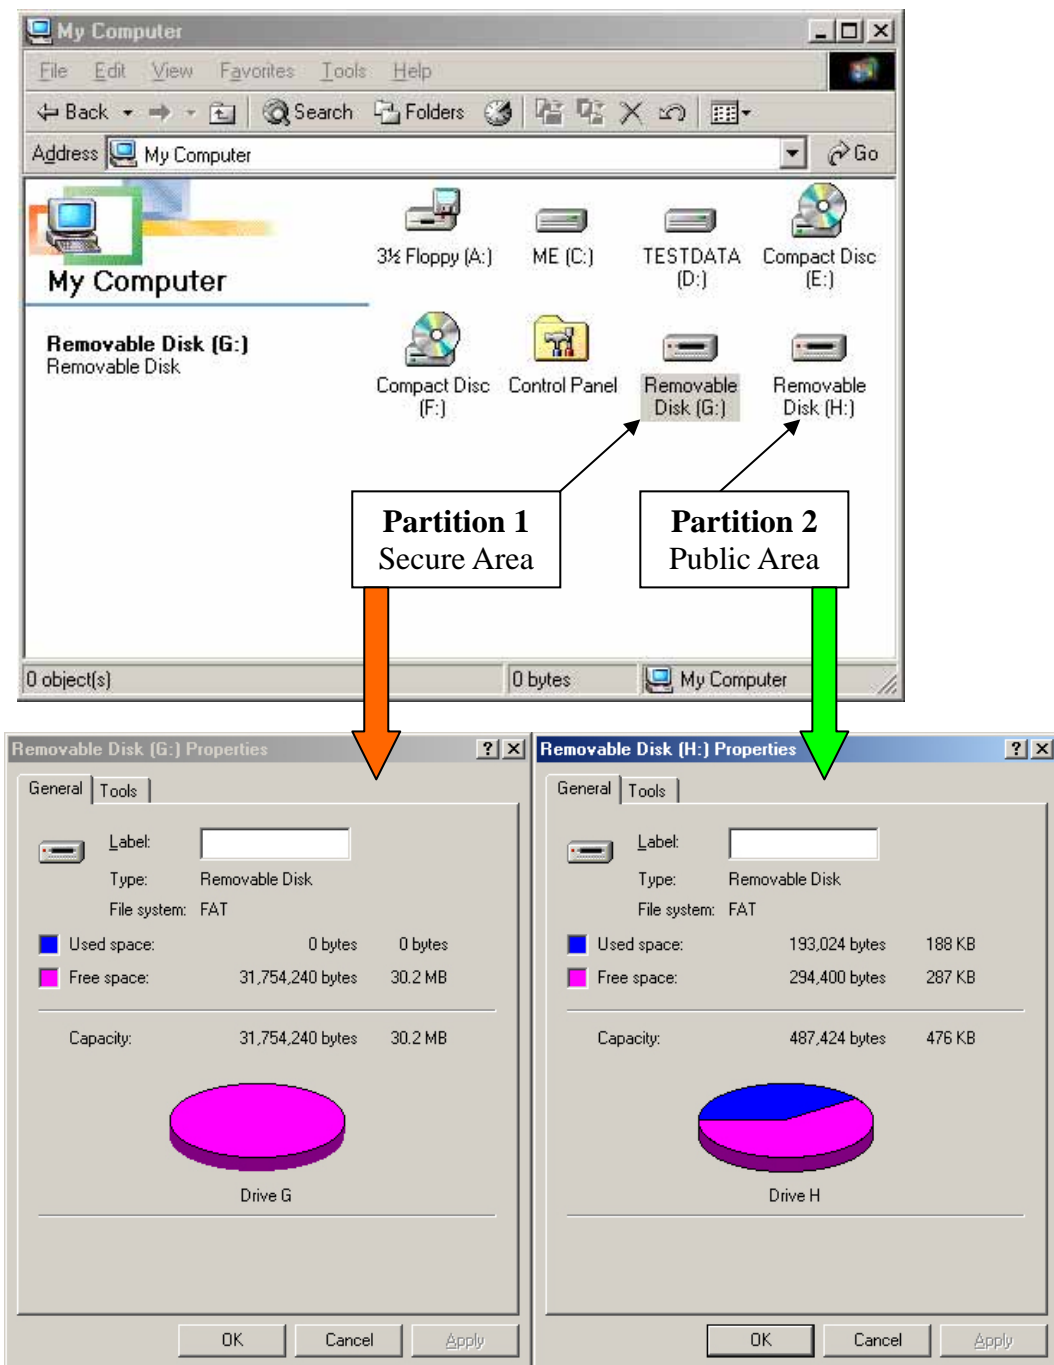 My Computer
File Edit View Favorites Tools Help
Back Search Folders
Address My Computer Go
3½ Floppy (A:) ME (C:) TESTDATA (D:) Compact Disc (E:)
My Computer
Removable Disk (G:)
Removable Disk
Compact Disc (F:) Control Panel Removable Disk (G:) Removable Disk (H:)
Partition 1
Secure Area
Partition 2
Public Area
0 object(s) 0 bytes My Computer
Removable Disk (G:) Properties
General Tools
Label:
Type: Removable Disk
File system: FAT
Used space: 0 bytes 0 bytes
Free space: 31,754,240 bytes 30.2 MB
Capacity: 31,754,240 bytes 30.2 MB
Drive G
OK Cancel Apply
Removable Disk (H:) Properties
General Tools
Label:
Type: Removable Disk
File system: FAT
Used space: 193,024 bytes 188 KB
Free space: 294,400 bytes 287 KB
Capacity: 487,424 bytes 476 KB
Drive H
OK Cancel Apply